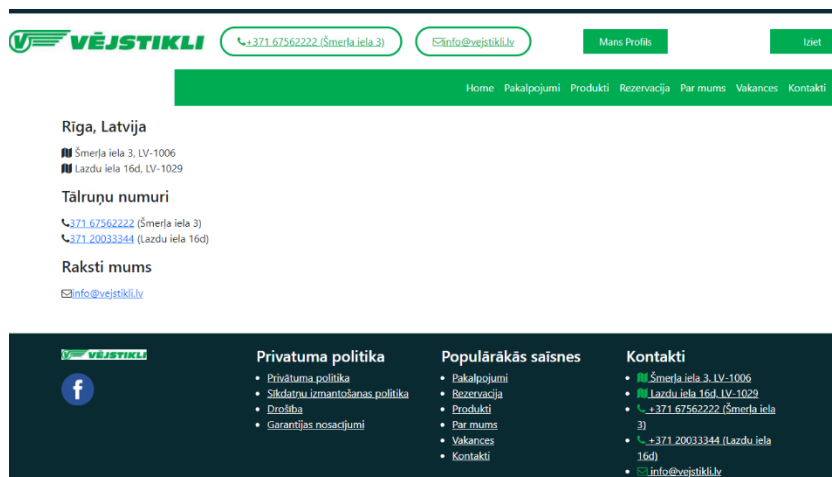 VĒJSTIKLI
+371 67562222 (Šmerļa iela 3)
info@vejstikli.lv
Mans Profils
Iziet
Home Pakalpojumi Produkti Rezervacija Par mums Vakances Kontakti
Rīga, Latvija
Šmerļa iela 3, LV-1006
Lazdu iela 16d, LV-1029
Tālruņu numuri
371 67562222 (Šmerļa iela 3)
371 20033344 (Lazdu iela 16d)
Raksti mums
info@vejstikli.lv
VĒJSTIKLI
Privatuma politika
Privātuma politika
Sīkdatņu izmantošanas politika
Drošība
Garantijas nosacījumi
Populārākās saīsnes
Pakalpojumi
Rezervacija
Produkti
Par mums
Vakances
Kontakti
Kontakti
Šmerļa iela 3, LV-1006
Lazdu iela 16d, LV-1029
+371 67562222 (Šmerļa iela
3)
+371 20033344 (Lazdu iela
16d)
info@vejstikli.lv